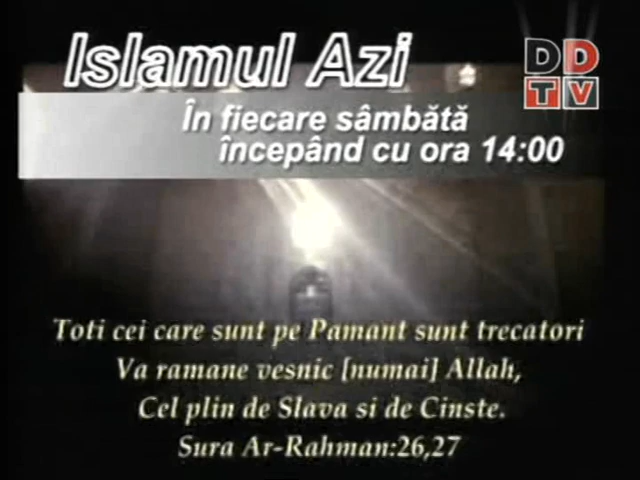 Islamul Azi
DD
TV
În fiecare sâmbătă
începând cu ora 14:00
Toti cei care sunt pe Pamant sunt trecatori
Va ramane vesnic [numai] Allah,
Cel plin de Slava si de Cinste.
Sura Ar-Rahman:26,27